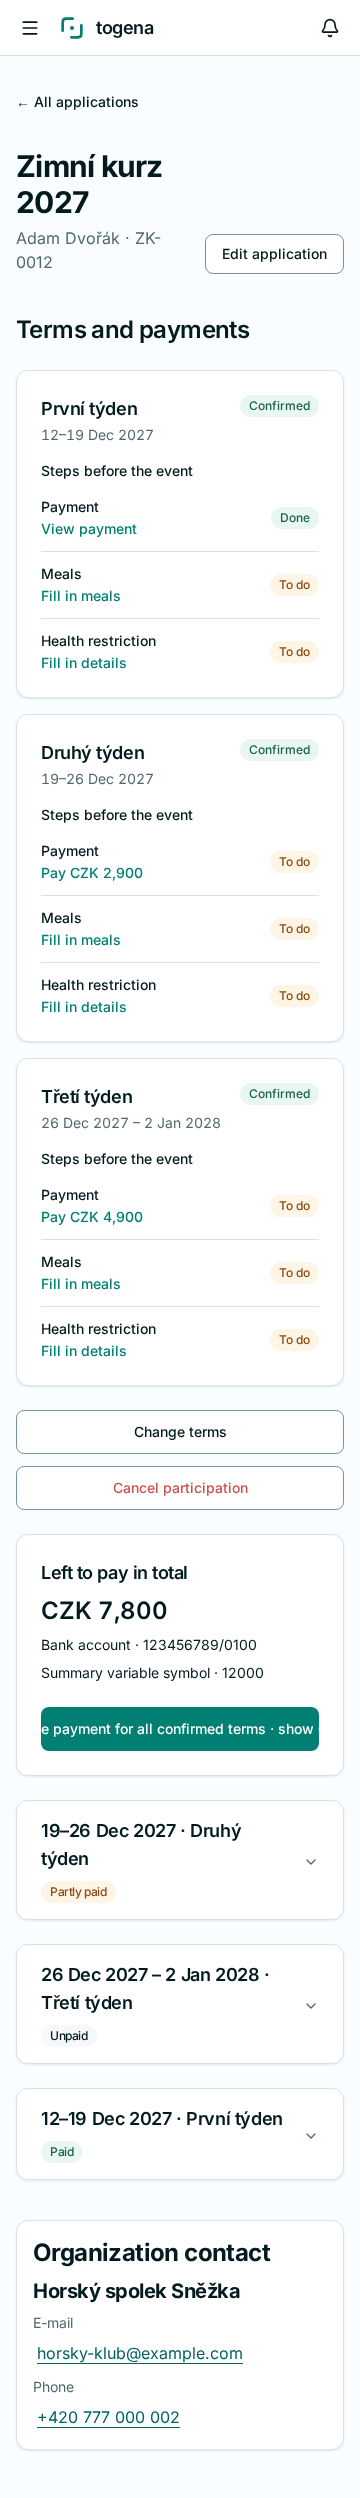 togena
← All applications
Zimní kurz
2027
Adam Dvořák · ZK-
0012
Edit application
Terms and payments
První týden
Confirmed
12–19 Dec 2027
Steps before the event
Payment
View payment
Done
Meals
Fill in meals
To do
Health restriction
Fill in details
To do
Druhý týden
Confirmed
19–26 Dec 2027
Steps before the event
Payment
Pay CZK 2,900
To do
Meals
Fill in meals
To do
Health restriction
Fill in details
To do
Třetí týden
Confirmed
26 Dec 2027 – 2 Jan 2028
Steps before the event
Payment
Pay CZK 4,900
To do
Meals
Fill in meals
To do
Health restriction
Fill in details
To do
Change terms
Cancel participation
Left to pay in total
CZK 7,800
Bank account · 123456789/0100
Summary variable symbol · 12000
e payment for all confirmed terms · show
19–26 Dec 2027 · Druhý
týden
Partly paid
26 Dec 2027 – 2 Jan 2028 ·
Třetí týden
Unpaid
12–19 Dec 2027 · První týden
Paid
Organization contact
Horský spolek Sněžka
E-mail
horsky-klub@example.com
Phone
+420 777 000 002